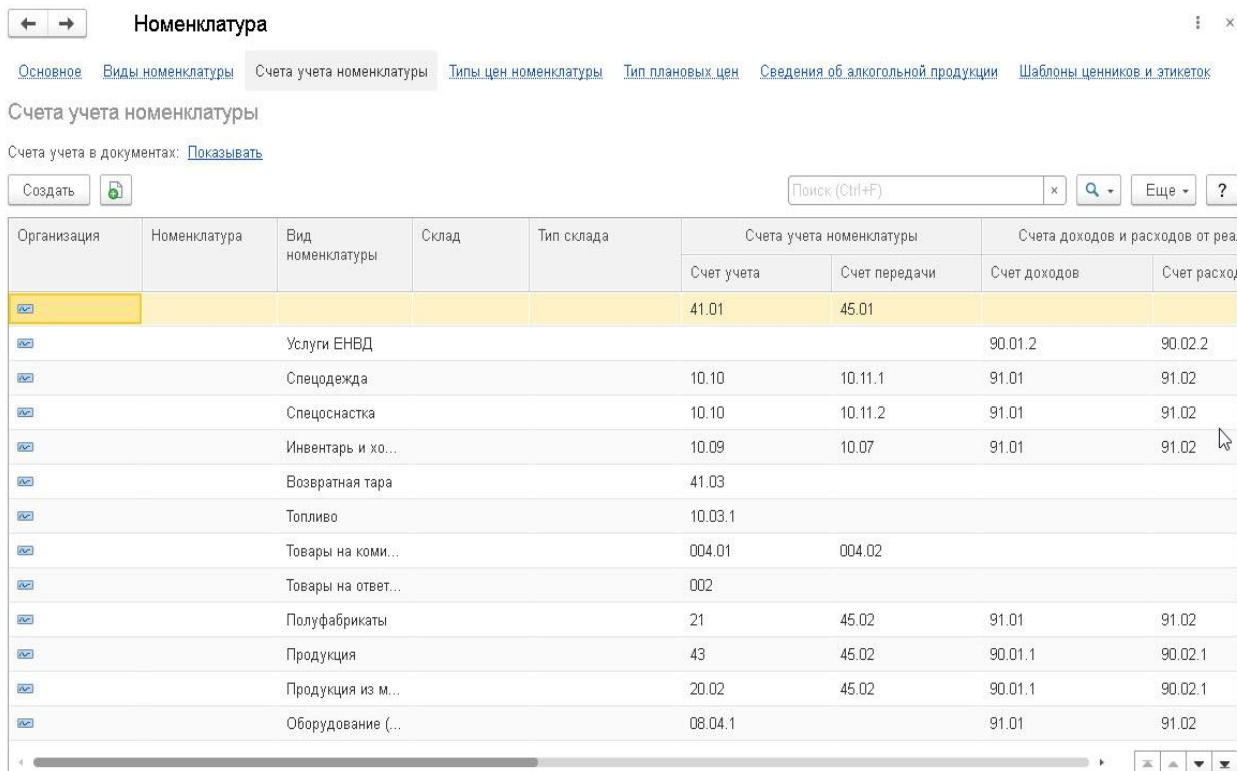 Номенклатура
Основное Виды номенклатуры Счета учета номенклатуры Типы цен номенклатуры Тип плановых цен Сведения об алкогольной продукции Шаблоны ценников и этикеток
Счета учета номенклатуры
Счета учета в документах: Показывать
Создать Поиск (Ctrl+F) × Еще ?
Организация Номенклатура Вид номенклатуры Склад Тип склада Счета учета номенклатуры Счета доходов и расходов от реа.
Счет учета Счет передачи Счет доходов Счет расход
41.01 45.01
Услуги ЕНВД 90.01.2 90.02.2
Спецодежда 10.10 10.11.1 91.01 91.02
Спецоснастка 10.10 10.11.2 91.01 91.02
Инвентарь и хо... 10.09 10.07 91.01 91.02
Возвратная тара 41.03
Топливо 10.03.1
Товары на коми... 004.01 004.02
Товары на ответ... 002
Полуфабрикаты 21 45.02 91.01 91.02
Продукция 43 45.02 90.01.1 90.02.1
Продукция из м... 20.02 45.02 90.01.1 90.02.1
Оборудование (... 08.04.1 91.01 91.02